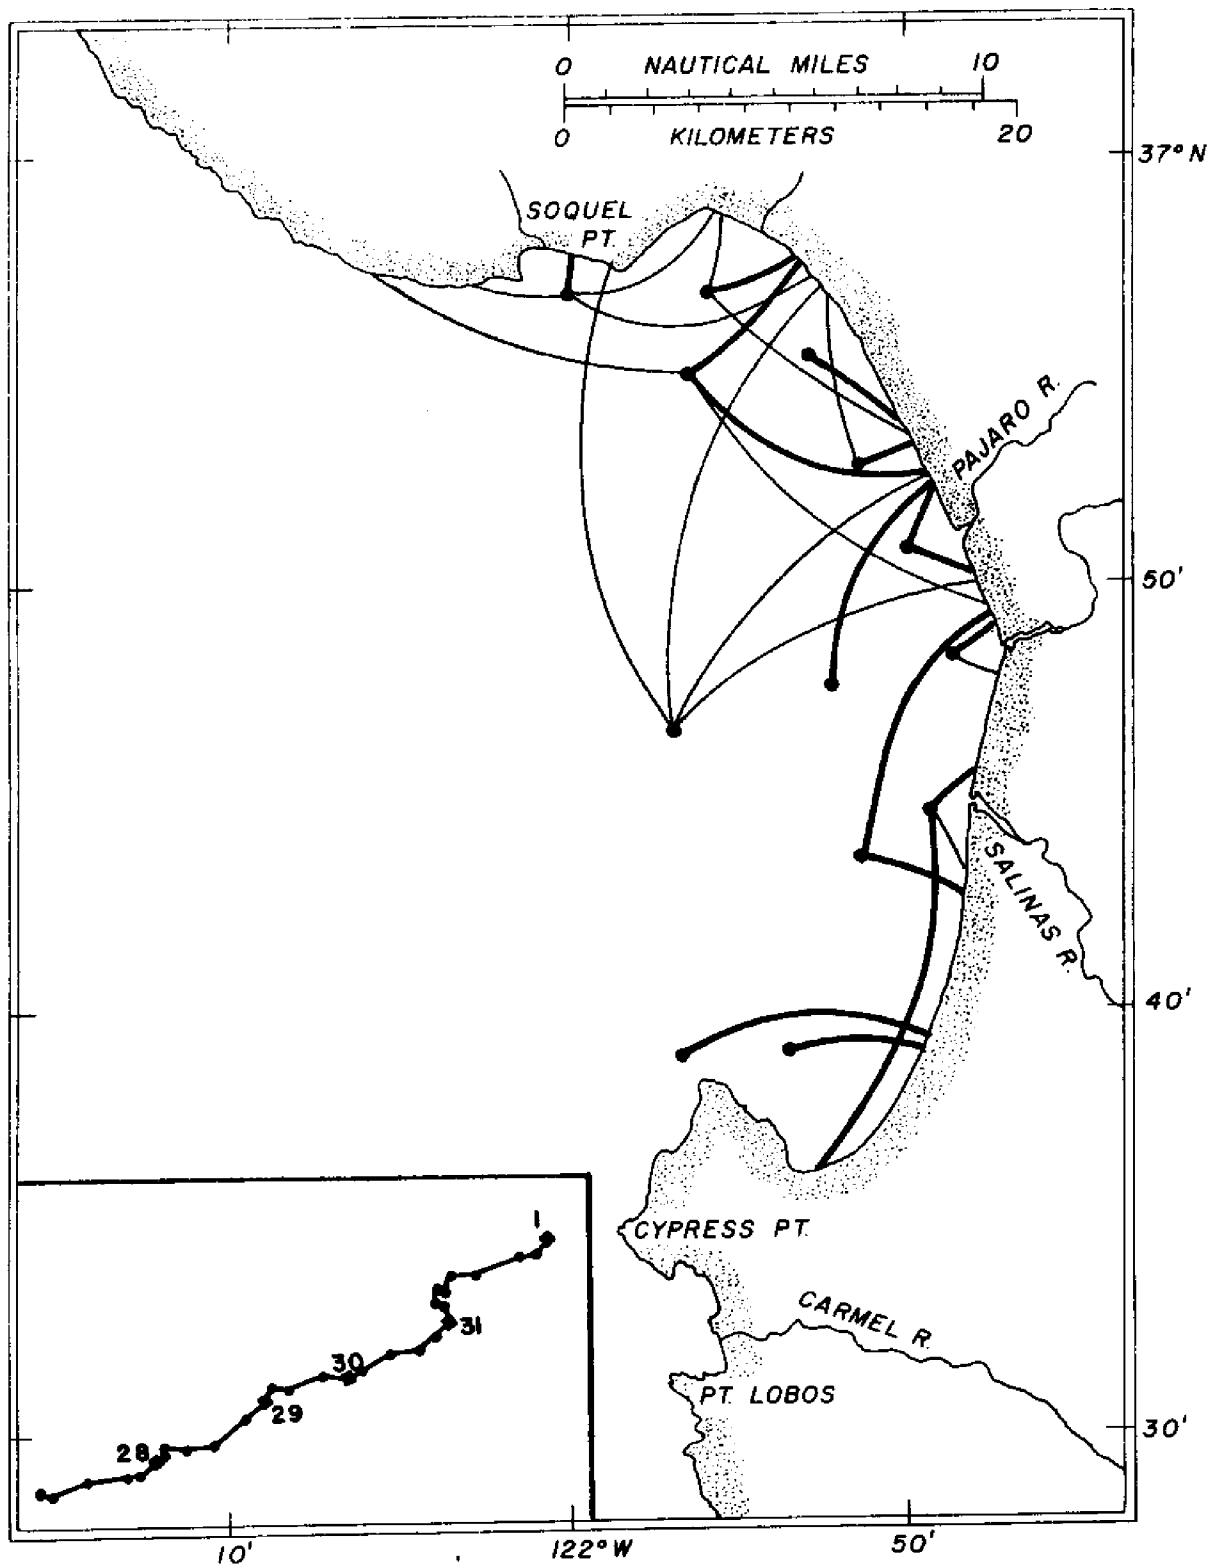 0 NAUTICAL MILES 10
0 KILOMETERS 20
37° N
SOQUEL
PT.
PAJARO R.
50'
SALINAS R.
40'
1
CYPRESS PT.
31
CARMEL R.
30
PT. LOBOS
29
28
30'
10' 122° W 50'